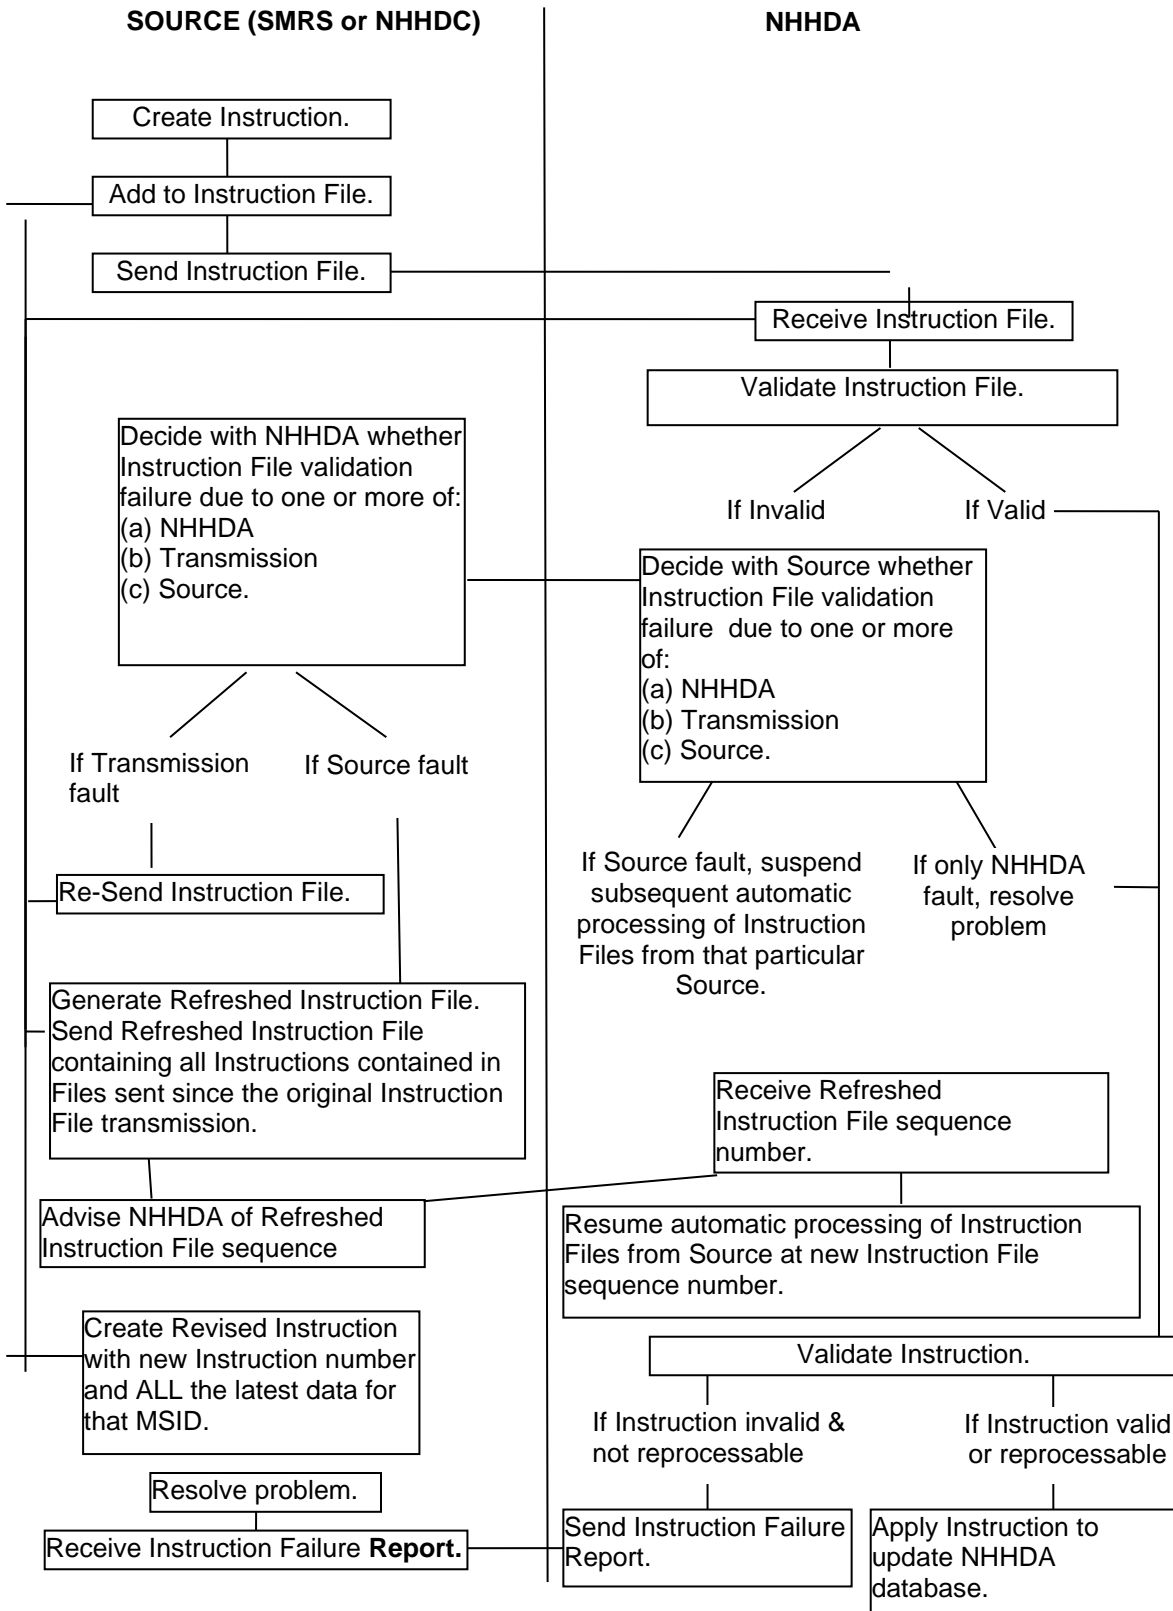 SOURCE (SMRS or NHHDC)
NHHDA
Create Instruction.
Add to Instruction File.
Send Instruction File.
Receive Instruction File.
Validate Instruction File.
If Invalid
If Valid
Decide with NHHDA whether
Instruction File validation
failure due to one or more of:
(a) NHHDA
(b) Transmission
(c) Source.
Decide with Source whether
Instruction File validation
failure  due to one or more
of:
(a) NHHDA
(b) Transmission
(c) Source.
If Transmission
fault
If Source fault
If Source fault, suspend
subsequent automatic
processing of Instruction
Files from that particular
Source.
If only NHHDA
fault, resolve
problem
Re-Send Instruction File.
Generate Refreshed Instruction File.
Send Refreshed Instruction File
containing all Instructions contained in
Files sent since the original Instruction
File transmission.
Receive Refreshed
Instruction File sequence
number.
Advise NHHDA of Refreshed
Instruction File sequence
Resume automatic processing of Instruction
Files from Source at new Instruction File
sequence number.
Create Revised Instruction
with new Instruction number
and ALL the latest data for
that MSID.
Validate Instruction.
If Instruction invalid &
not reprocessable
If Instruction valid
or reprocessable
Resolve problem.
Receive Instruction Failure Report.
Send Instruction Failure
Report.
Apply Instruction to
update NHHDA
database.